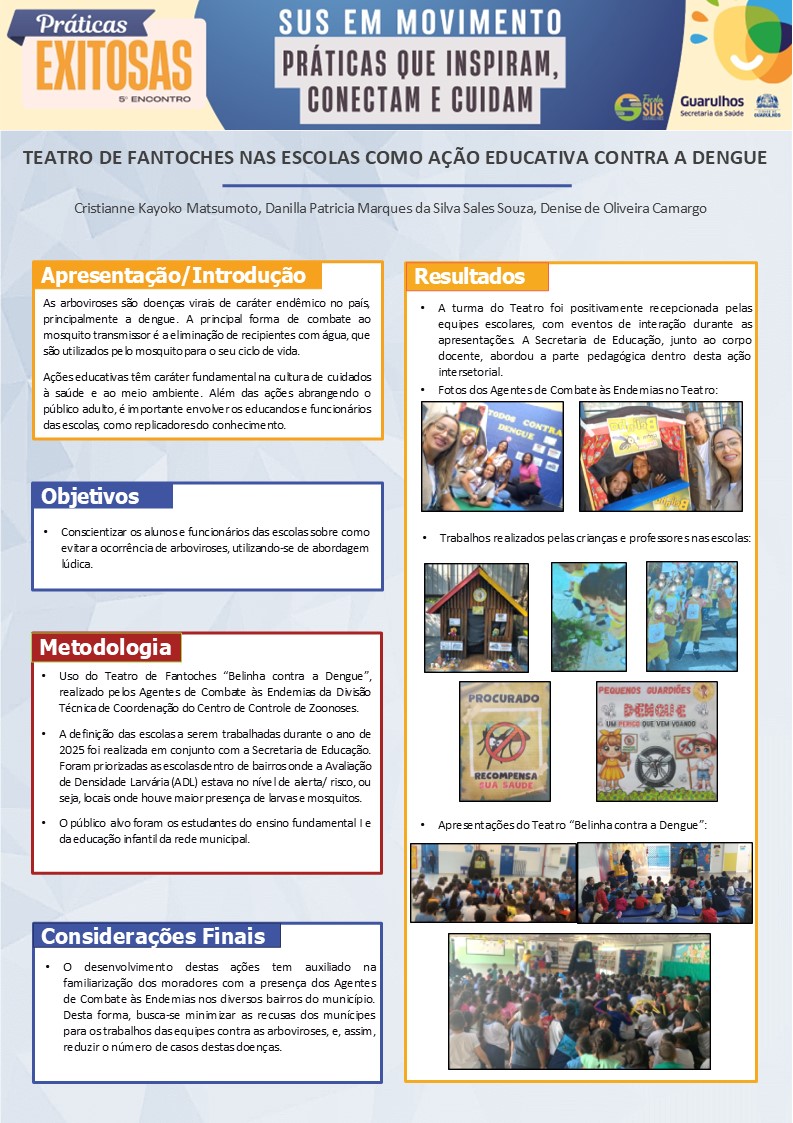 Práticas
EXITOSAS
5º ENCONTRO
SUS EM MOVIMENTO
PRÁTICAS QUE INSPIRAM,
CONECTAM E CUIDAM
Escola
SUS
Guarulhos
Secretaria da Saúde
GUARULHOS
TEATRO DE FANTOCHES NAS ESCOLAS COMO AÇÃO EDUCATIVA CONTRA A DENGUE
Cristianne Kayoko Matsumoto, Danilla Patricia Marques da Silva Sales Souza, Denise de Oliveira Camargo
Apresentação/Introdução
As arboviroses são doenças virais de caráter endêmico no país,
principalmente a dengue. A principal forma de combate ao
mosquito transmissor é a eliminação de recipientes com água, que
são utilizados pelo mosquito para o seu ciclo de vida.
Ações educativas têm caráter fundamental na cultura de cuidados
à saúde e ao meio ambiente. Além das ações abrangendo o
público adulto, é importante envolver os educandos e funcionários
das escolas, como replicadores do conhecimento.
Objetivos
• Conscientizar os alunos e funcionários das escolas sobre como
evitar a ocorrência de arboviroses, utilizando-se de abordagem
lúdica.
Metodologia
• Uso do Teatro de Fantoches “Belinha contra a Dengue”,
realizado pelos Agentes de Combate às Endemias da Divisão
Técnica de Coordenação do Centro de Controle de Zoonoses.
• A definição das escolas a serem trabalhadas durante o ano de
2025 foi realizada em conjunto com a Secretaria de Educação.
Foram priorizadas as escolas dentro de bairros onde a Avaliação
de Densidade Larvária (ADL) estava no nível de alerta/ risco, ou
seja, locais onde houve maior presença de larvas e mosquitos.
• O público alvo foram os estudantes do ensino fundamental I e
da educação infantil da rede municipal.
Considerações Finais
• O desenvolvimento destas ações tem auxiliado na
familiarização dos moradores com a presença dos Agentes
de Combate às Endemias nos diversos bairros do município.
Desta forma, busca-se minimizar as recusas dos munícipes
para os trabalhos das equipes contra as arboviroses, e, assim,
reduzir o número de casos destas doenças.
Resultados
• A turma do Teatro foi positivamente recepcionada pelas
equipes escolares, com eventos de interação durante as
apresentações. A Secretaria de Educação, junto ao corpo
docente, abordou a parte pedagógica dentro desta ação
intersetorial.
• Fotos dos Agentes de Combate às Endemias no Teatro:
TODOS CONTRA
DENGUE
• Trabalhos realizados pelas crianças e professores nas escolas:
PROCURADO
RECOMPENSA
SUA SAÚDE
PEQUENOS GUARDIÕES
DENGUE
UM PERIGO QUE VEM VOANDO
• Apresentações do Teatro “Belinha contra a Dengue”: